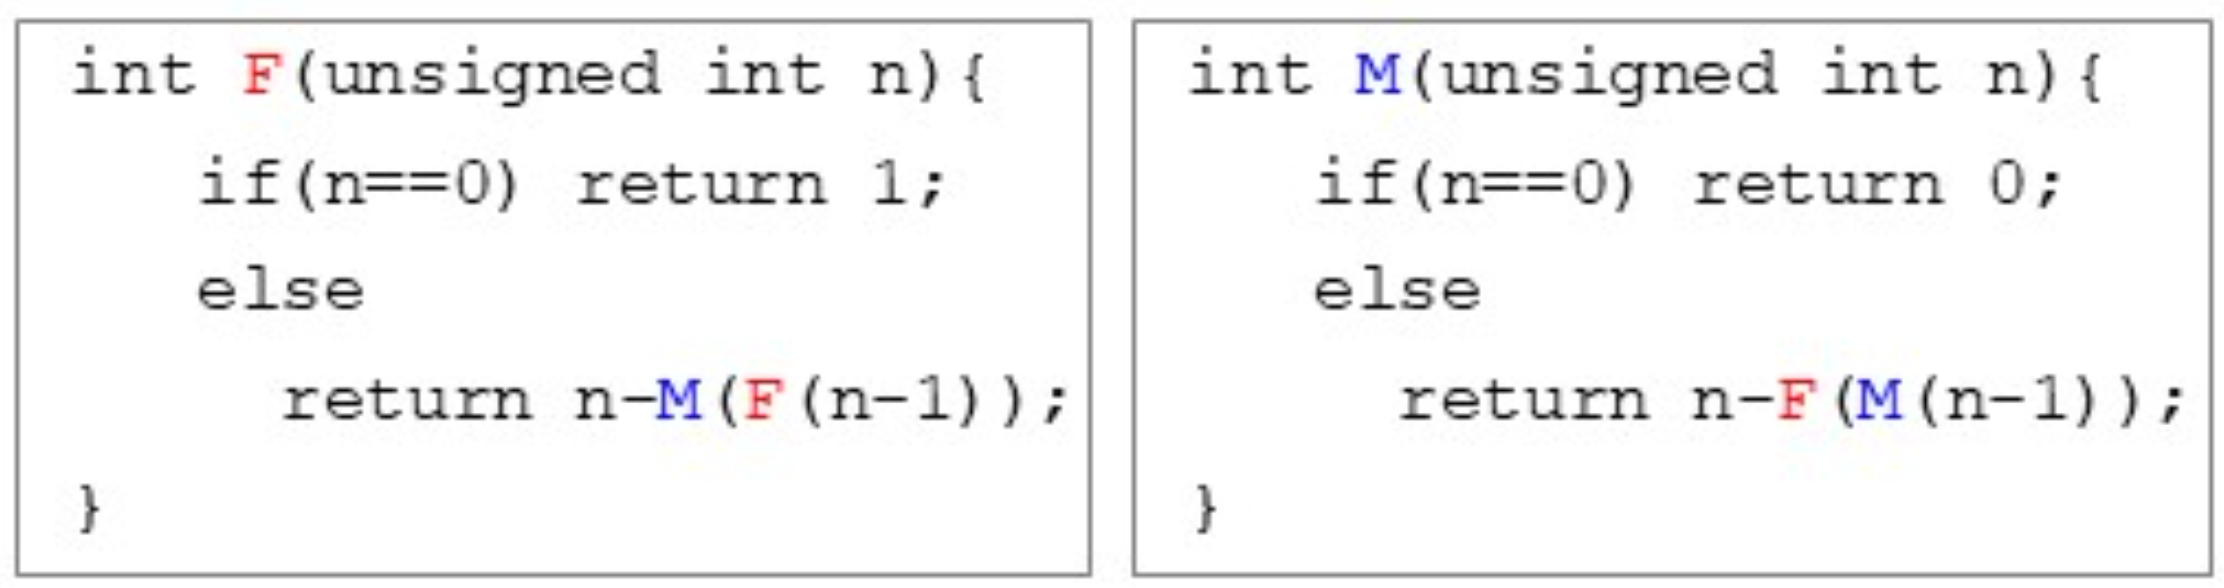 int F(unsigned int n){
if(n==0) return 1;
else
return n-M(F(n-1));
}
int M(unsigned int n){
if(n==0) return 0;
else
return n-F(M(n-1));
}